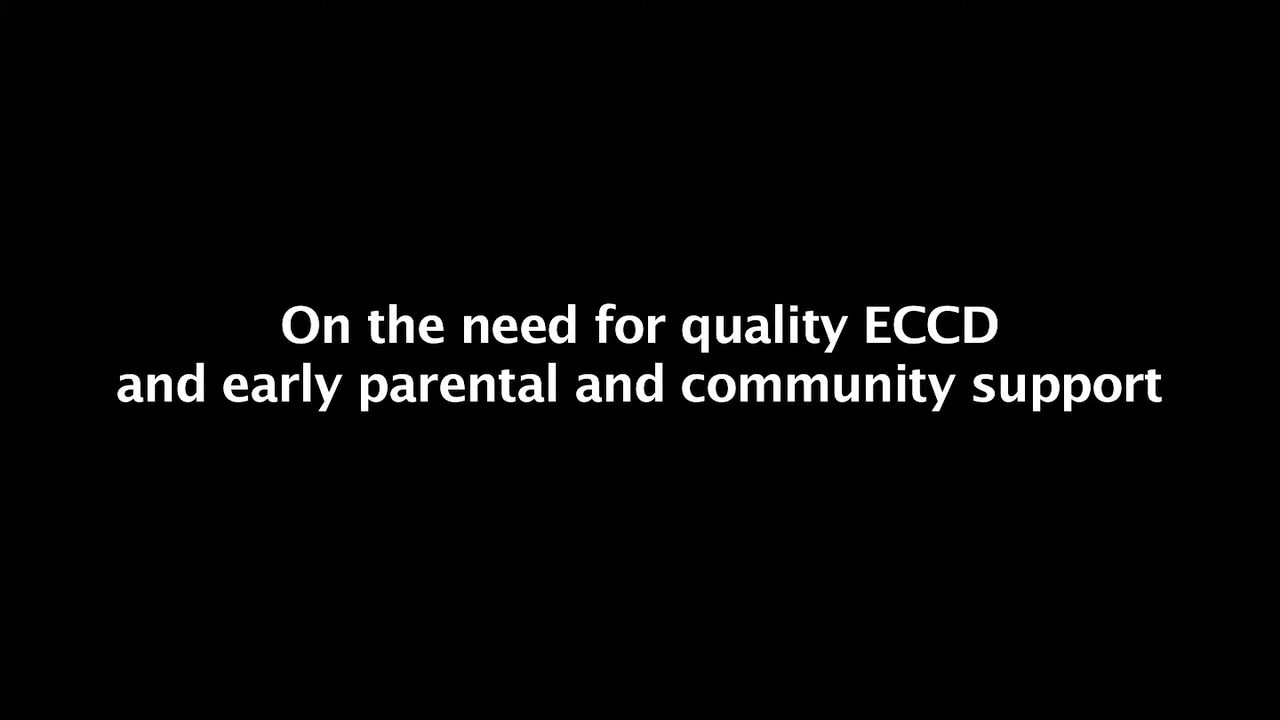 On the need for quality ECCD
and early parental and community support